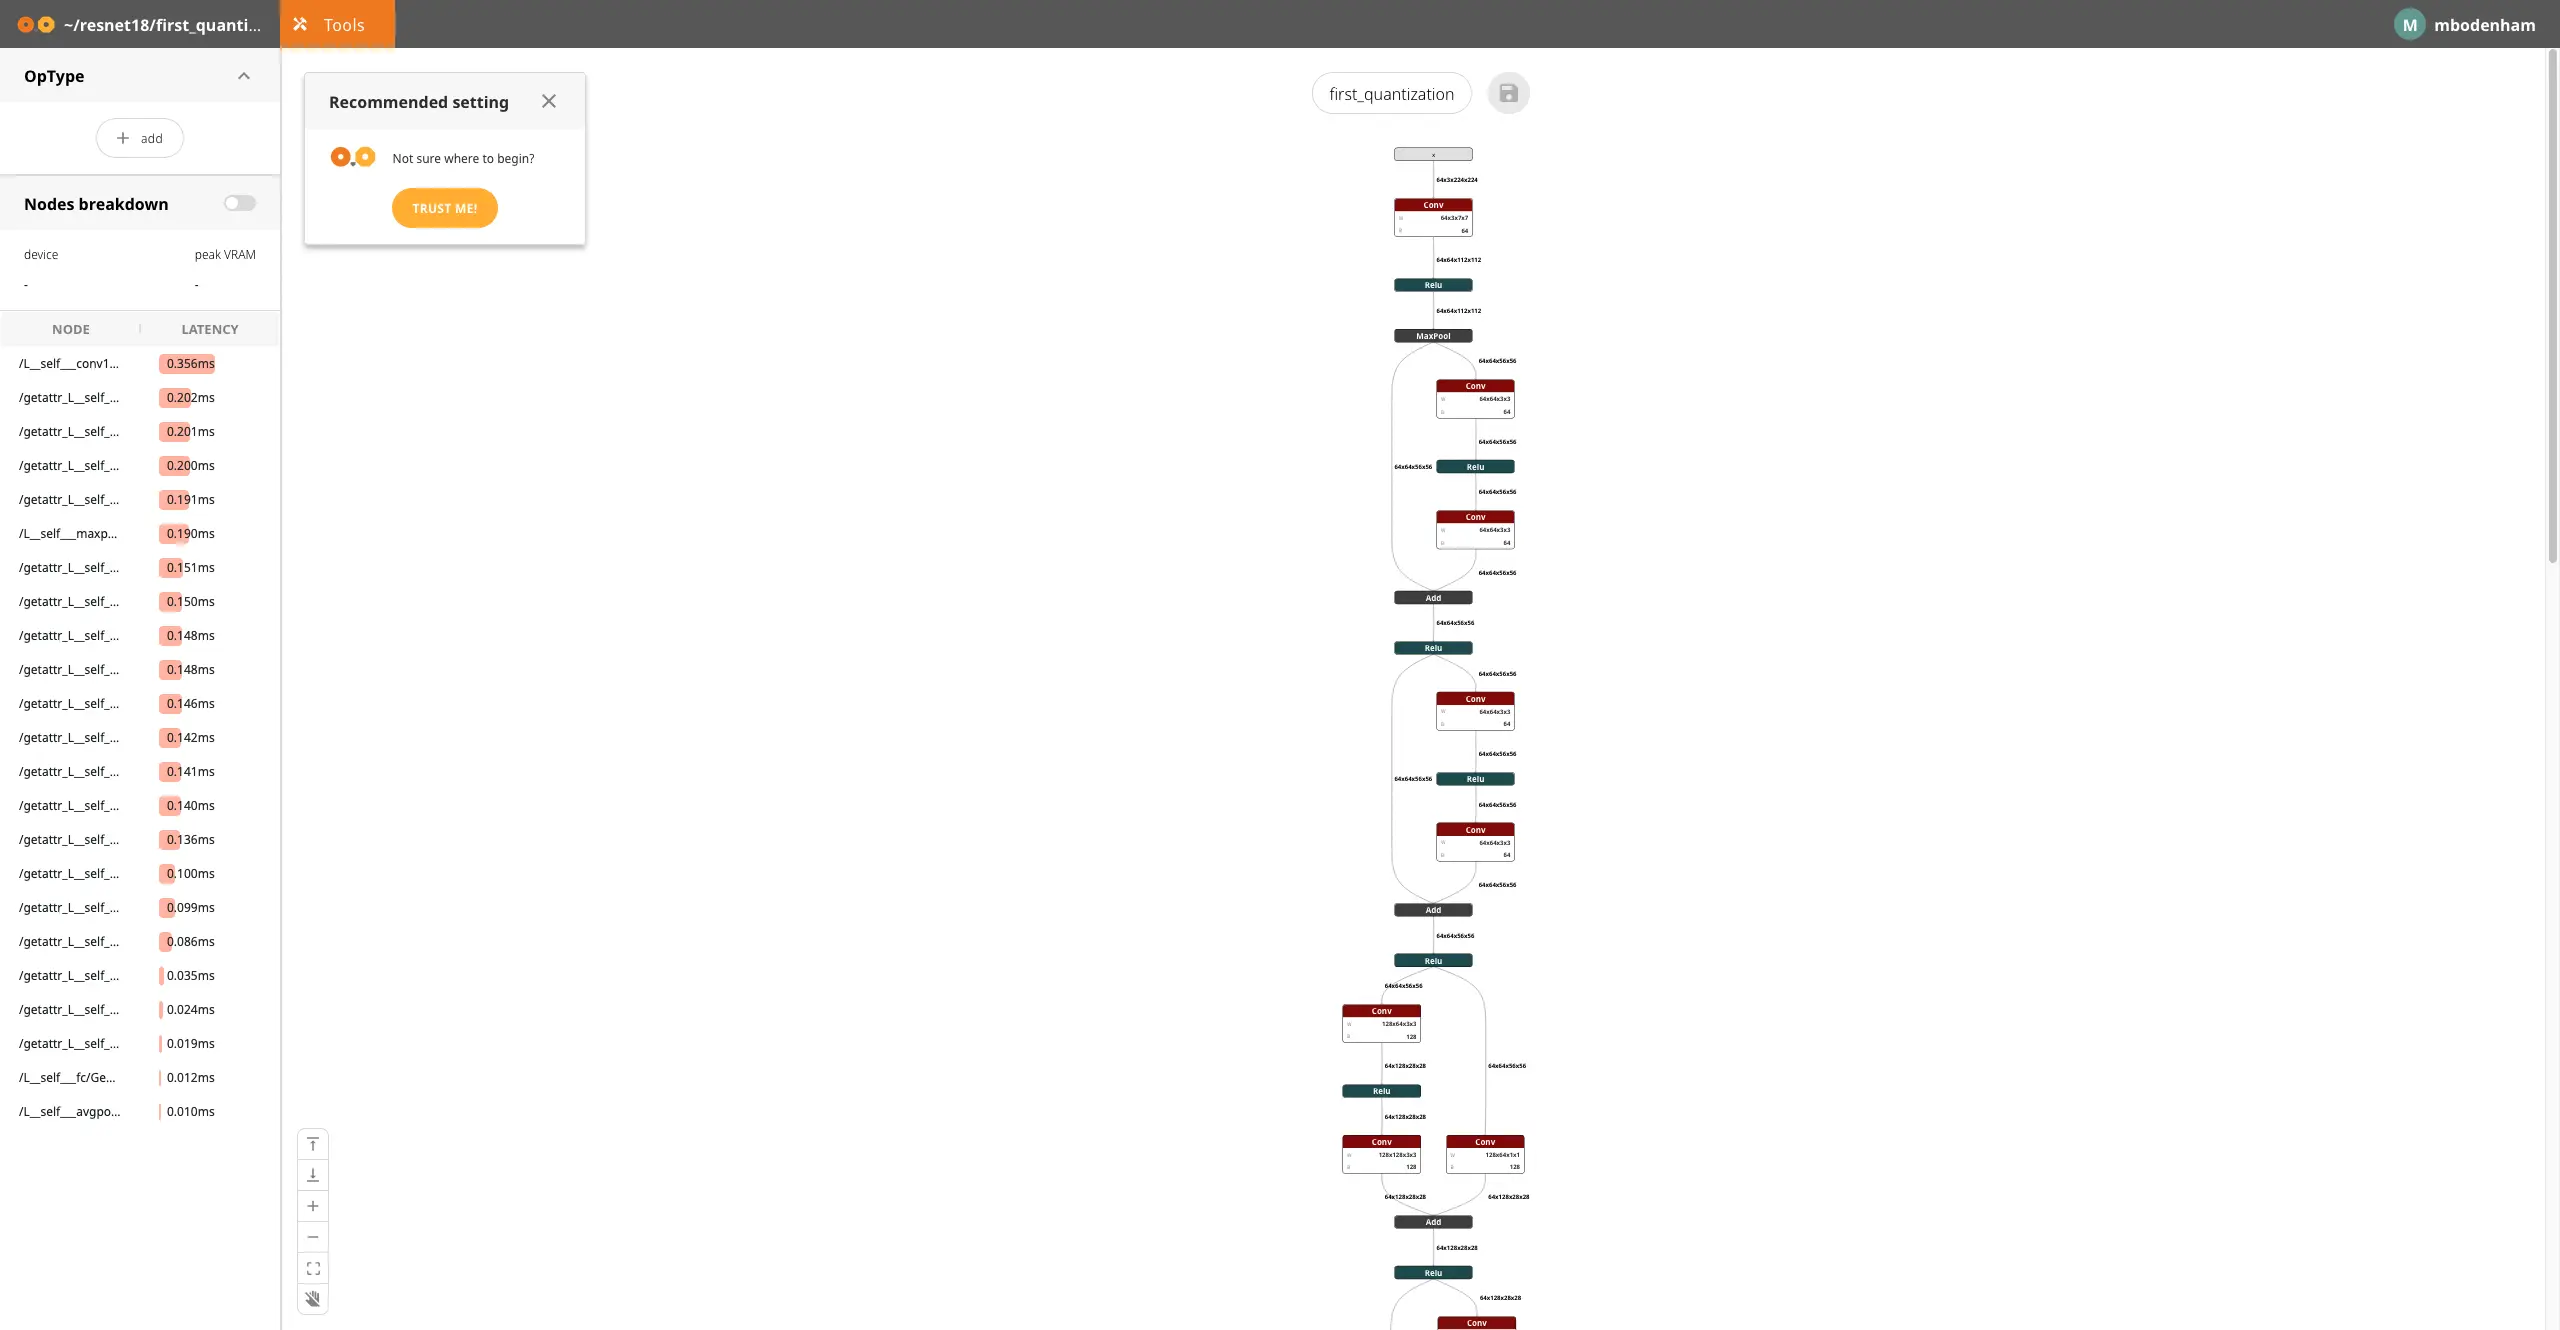 ~/resnet18/first_quanti...
Tools
M
mbodenham
OpType
add
Nodes breakdown
device peak VRAM
- -
NODE LATENCY
/L__self___conv1... 0.356ms
/getattr_L__self_... 0.202ms
/getattr_L__self_... 0.201ms
/getattr_L__self_... 0.200ms
/getattr_L__self_... 0.191ms
/L__self___maxp... 0.190ms
/getattr_L__self_... 0.151ms
/getattr_L__self_... 0.150ms
/getattr_L__self_... 0.148ms
/getattr_L__self_... 0.148ms
/getattr_L__self_... 0.146ms
/getattr_L__self_... 0.142ms
/getattr_L__self_... 0.141ms
/getattr_L__self_... 0.140ms
/getattr_L__self_... 0.136ms
/getattr_L__self_... 0.100ms
/getattr_L__self_... 0.099ms
/getattr_L__self_... 0.086ms
/getattr_L__self_... 0.035ms
/getattr_L__self_... 0.024ms
/getattr_L__self_... 0.019ms
/L__self___fc/Ge... 0.012ms
/L__self___avgpo... 0.010ms
Recommended setting
Not sure where to begin?
TRUST ME!
first_quantization
x
64x3x224x224
Conv
W 64x3x7x7
B 64
64x64x112x112
Relu
64x64x112x112
MaxPool
64x64x56x56
Conv
W 64x64x3x3
B 64
64x64x56x56
64x64x56x56 Relu
64x64x56x56
Conv
W 64x64x3x3
B 64
64x64x56x56
Add
64x64x56x56
Relu
64x64x56x56
Conv
W 64x64x3x3
B 64
64x64x56x56
64x64x56x56 Relu
64x64x56x56
Conv
W 64x64x3x3
B 64
64x64x56x56
Add
64x64x56x56
Relu
64x64x56x56
Conv
W 128x64x3x3
B 128
64x128x28x28 64x64x56x56
Relu
64x128x28x28
Conv Conv
W 128x128x3x3 W 128x64x1x1
B 128 B 128
64x128x28x28 64x128x28x28
Add
64x128x28x28
Relu
64x128x28x28
Conv